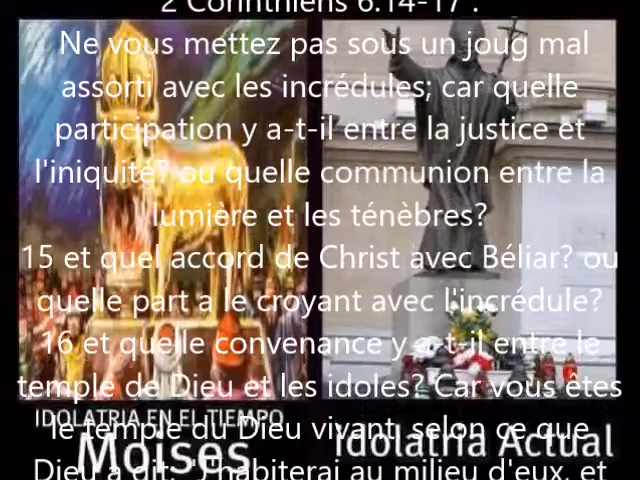 2 Corinthiens 6.14-17 :
Ne vous mettez pas sous un joug mal
assorti avec les incrédules; car quelle
participation y a-t-il entre la justice et
l'iniquité? ou quelle communion entre la
lumière et les ténèbres?
15 et quel accord de Christ avec Béliar? ou
quelle part a le croyant avec l'incrédule?
16 et quelle convenance y a-t-il entre le
temple de Dieu et les idoles? Car vous êtes
le temple du Dieu vivant, selon ce que
Dieu a dit: "J'habiterai au milieu d'eux, et
IDOLATRIA EN EL TIEMPO
Moises
Idolatria Actual